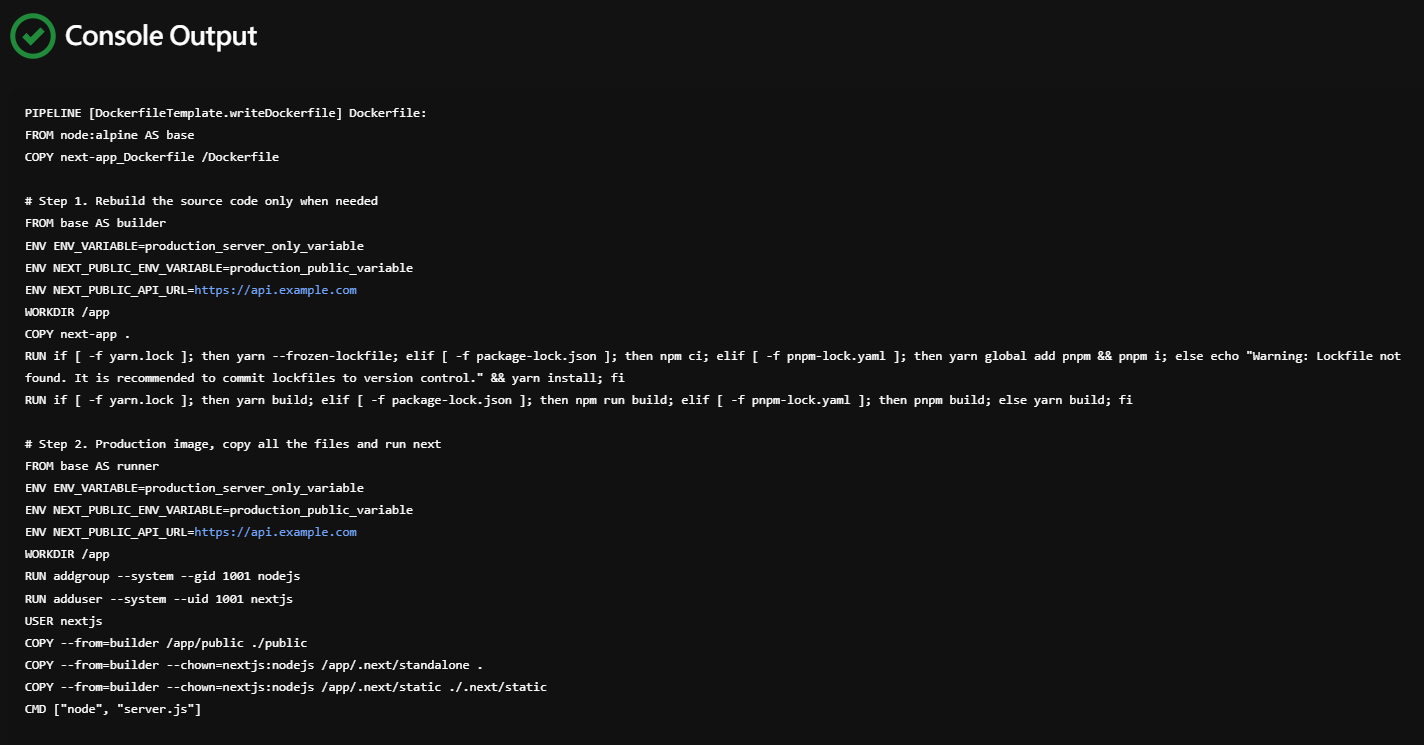 Console Output
PIPELINE [DockerfileTemplate.writeDockerfile] Dockerfile:
FROM node:alpine AS base
COPY next-app_Dockerfile /Dockerfile
# Step 1. Rebuild the source code only when needed
FROM base AS builder
ENV ENV_VARIABLE=production_server_only_variable
ENV NEXT_PUBLIC_ENV_VARIABLE=production_public_variable
ENV NEXT_PUBLIC_API_URL=https://api.example.com
WORKDIR /app
COPY next-app .
RUN if [ -f yarn.lock ]; then yarn --frozen-lockfile; elif [ -f package-lock.json ]; then npm ci; elif [ -f pnpm-lock.yaml ]; then yarn global add pnpm && pnpm i; else echo "Warning: Lockfile not
found. It is recommended to commit lockfiles to version control." && yarn install; fi
RUN if [ -f yarn.lock ]; then yarn build; elif [ -f package-lock.json ]; then npm run build; elif [ -f pnpm-lock.yaml ]; then pnpm build; else yarn build; fi
# Step 2. Production image, copy all the files and run next
FROM base AS runner
ENV ENV_VARIABLE=production_server_only_variable
ENV NEXT_PUBLIC_ENV_VARIABLE=production_public_variable
ENV NEXT_PUBLIC_API_URL=https://api.example.com
WORKDIR /app
RUN addgroup --system --gid 1001 nodejs
RUN adduser --system --uid 1001 nextjs
USER nextjs
COPY --from=builder /app/public ./public
COPY --from=builder --chown=nextjs:nodejs /app/.next/standalone .
COPY --from=builder --chown=nextjs:nodejs /app/.next/static ./.next/static
CMD ["node", "server.js"]